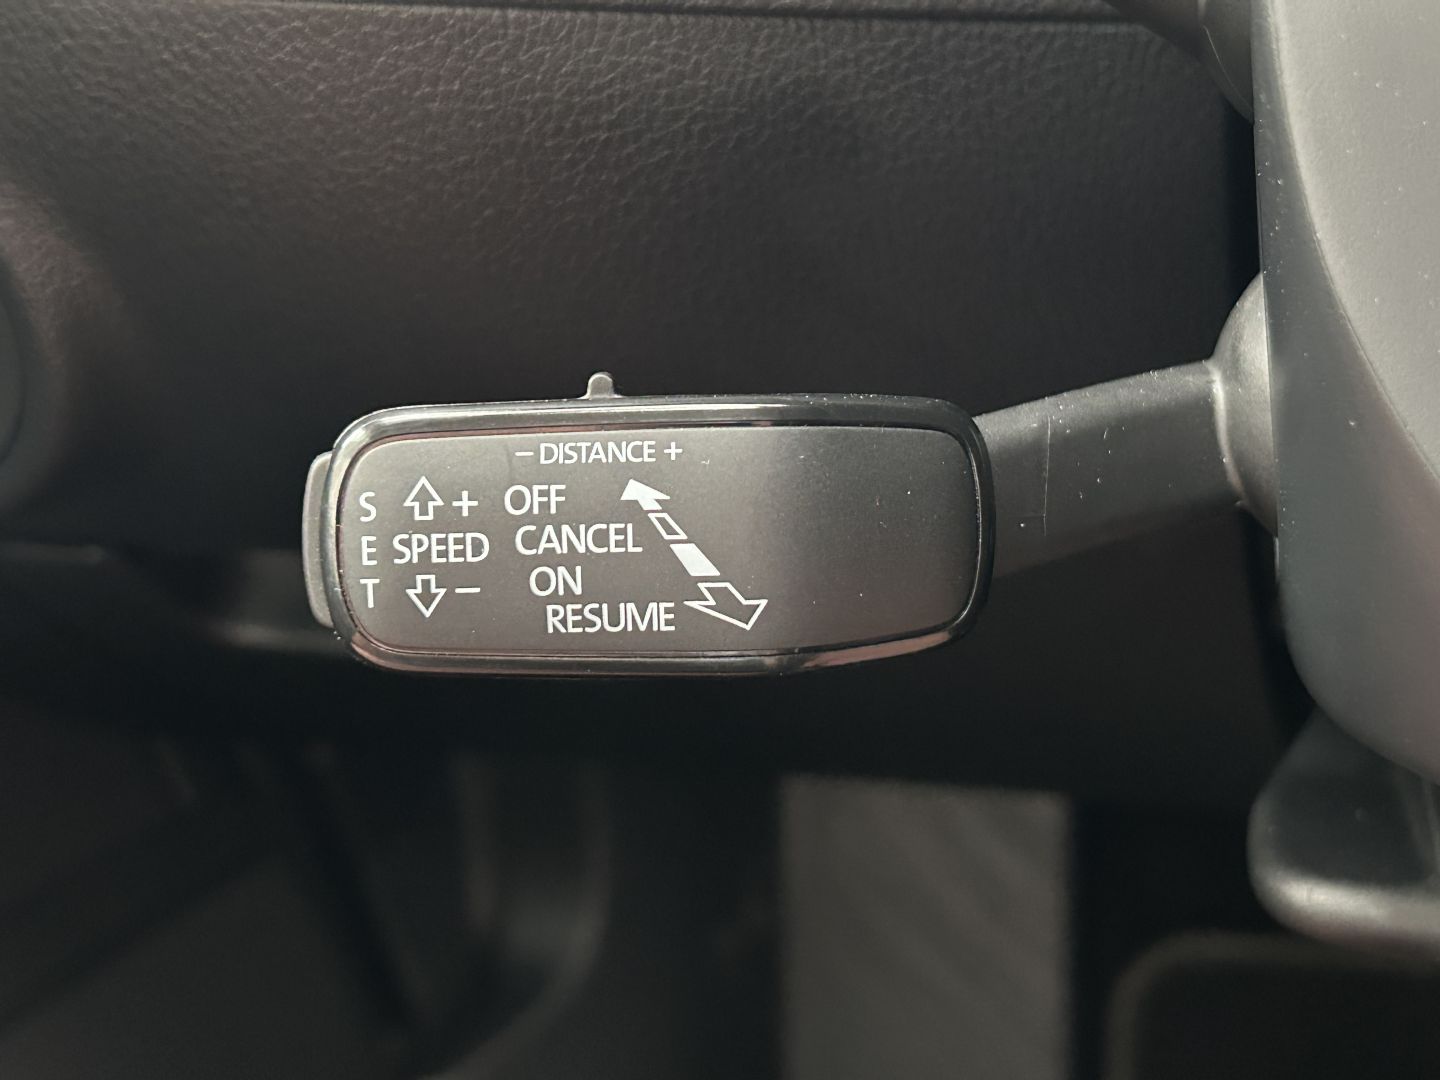 − DISTANCE +
S + OFF
CANCEL
E SPEED
ON
T −
RESUME